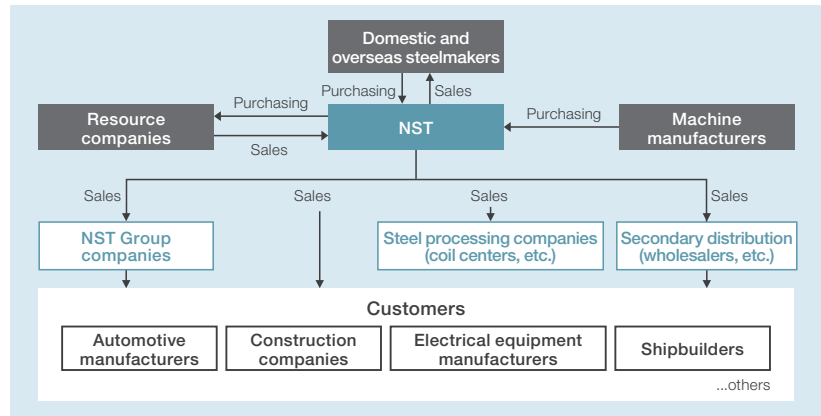 Domestic and
overseas steelmakers
Purchasing
Sales
Resource
companies
Purchasing
Sales
NST
Purchasing
Machine
manufacturers
Sales
Sales
Sales
Sales
NST Group
companies
Steel processing companies
(coil centers, etc.)
Secondary distribution
(wholesalers, etc.)
Customers
Automotive
manufacturers
Construction
companies
Electrical equipment
manufacturers
Shipbuilders
...others